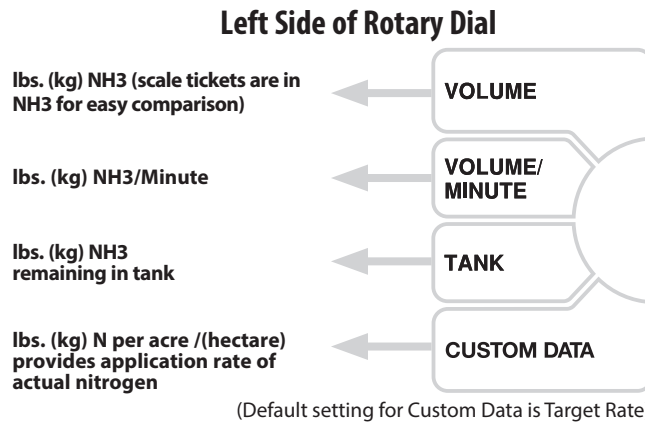 Left Side of Rotary Dial
lbs. (kg) NH3 (scale tickets are in
NH3 for easy comparison)
VOLUME
lbs. (kg) NH3/Minute
VOLUME/
MINUTE
lbs. (kg) NH3
remaining in tank
TANK
lbs. (kg) N per acre /(hectare)
provides application rate of
actual nitrogen
CUSTOM DATA
(Default setting for Custom Data is Target Rate